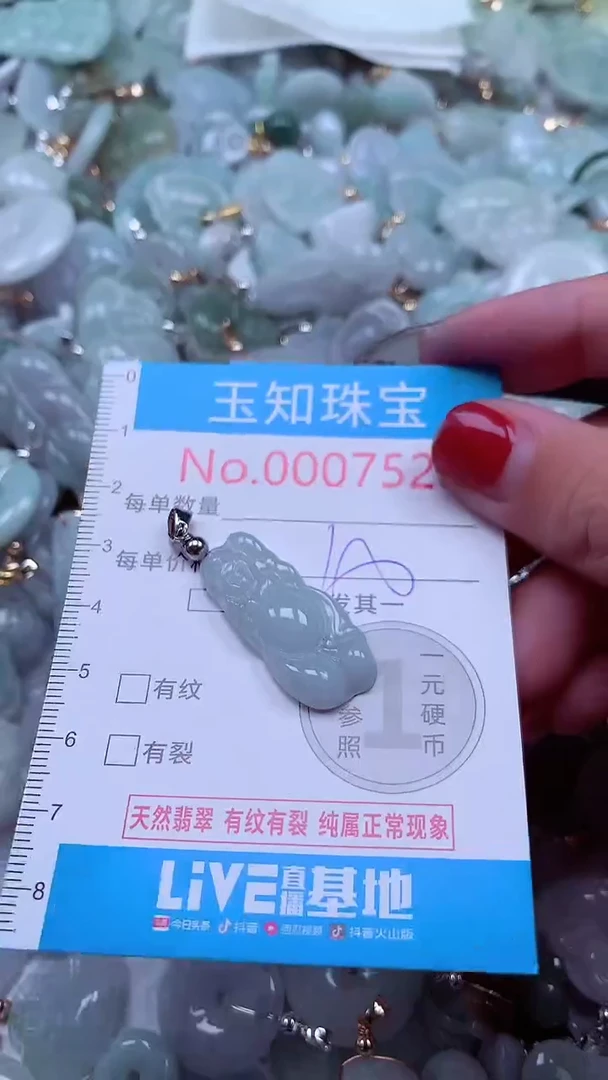 玉知珠宝
No.000752
每单数量
每单价
发其一
有纹
有裂
一元硬币
参照
1
天然翡翠 有纹有裂 纯属正常现象
LiVE直播基地
今日头条 抖音 西瓜视频 抖音火山版
0
1
2
3
4
5
6
7
8